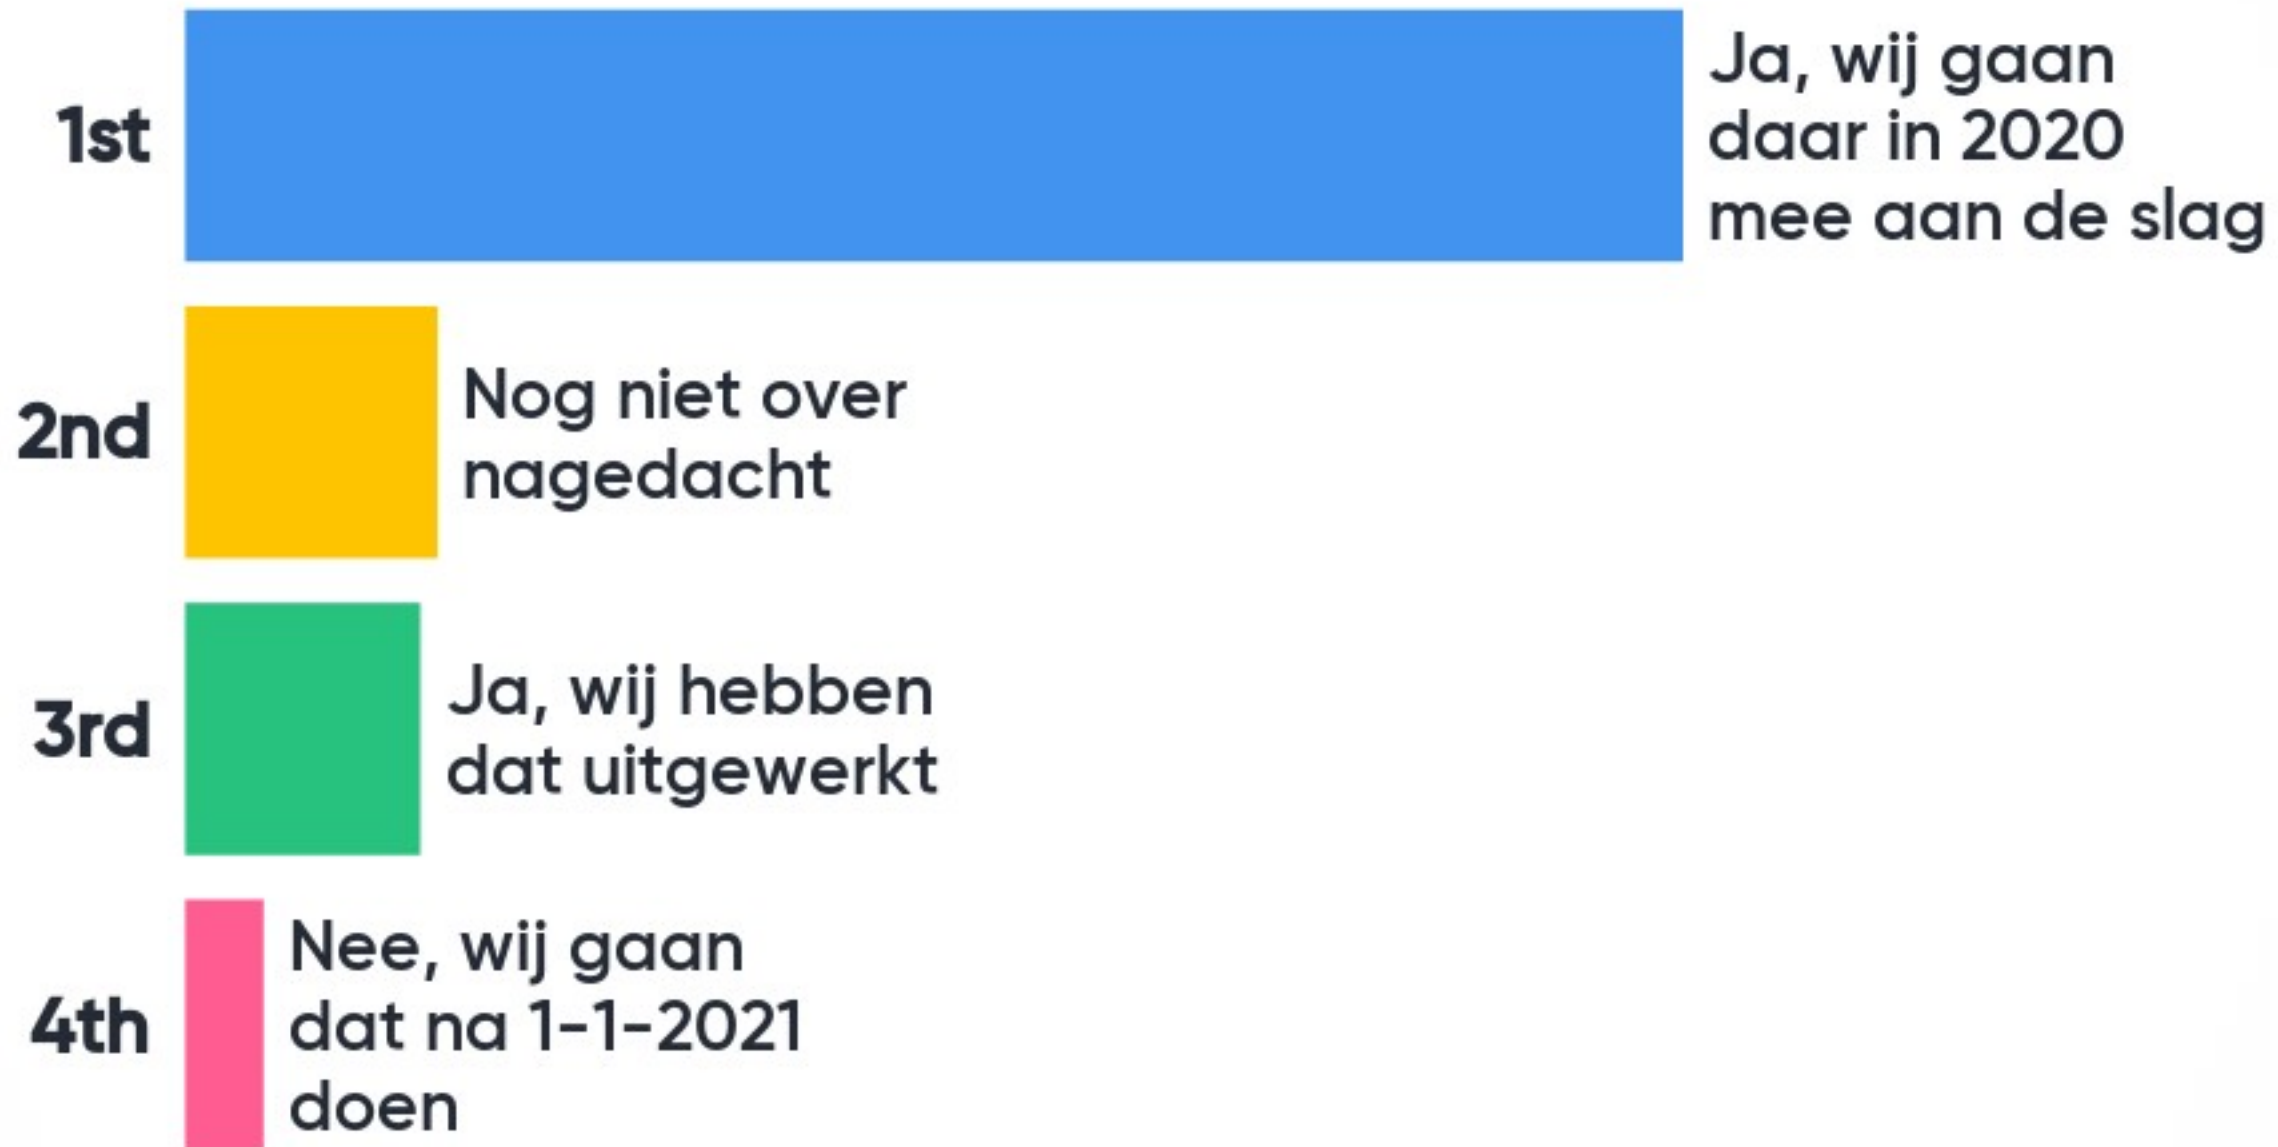 1st
Ja, wij gaan
daar in 2020
mee aan de slag
2nd
Nog niet over
nagedacht
3rd
Ja, wij hebben
dat uitgewerkt
4th
Nee, wij gaan
dat na 1-1-2021
doen